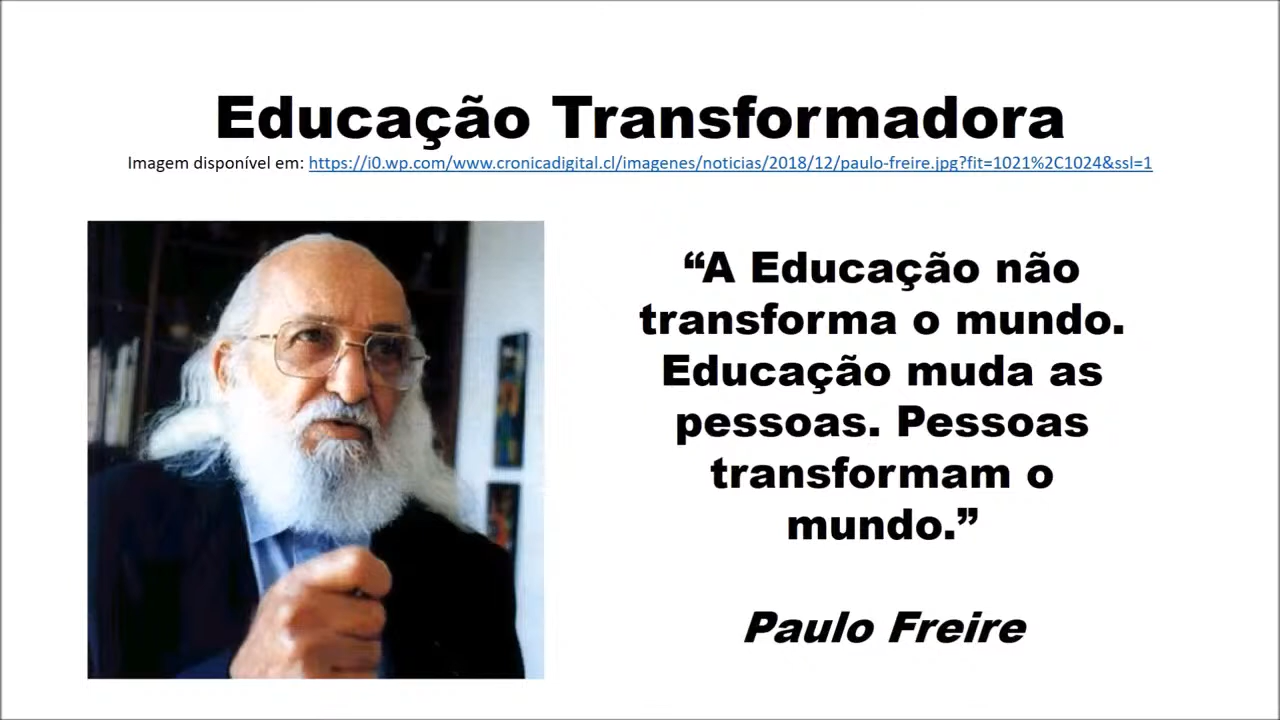 Educação Transformadora
Imagem disponível em: https://i0.wp.com/www.cronicadigital.cl/imagenes/noticias/2018/12/paulo-freire.jpg?fit=1021%2C1024&ssl=1
“A Educação não
transforma o mundo.
Educação muda as
pessoas. Pessoas
transformam o
mundo.”
Paulo Freire